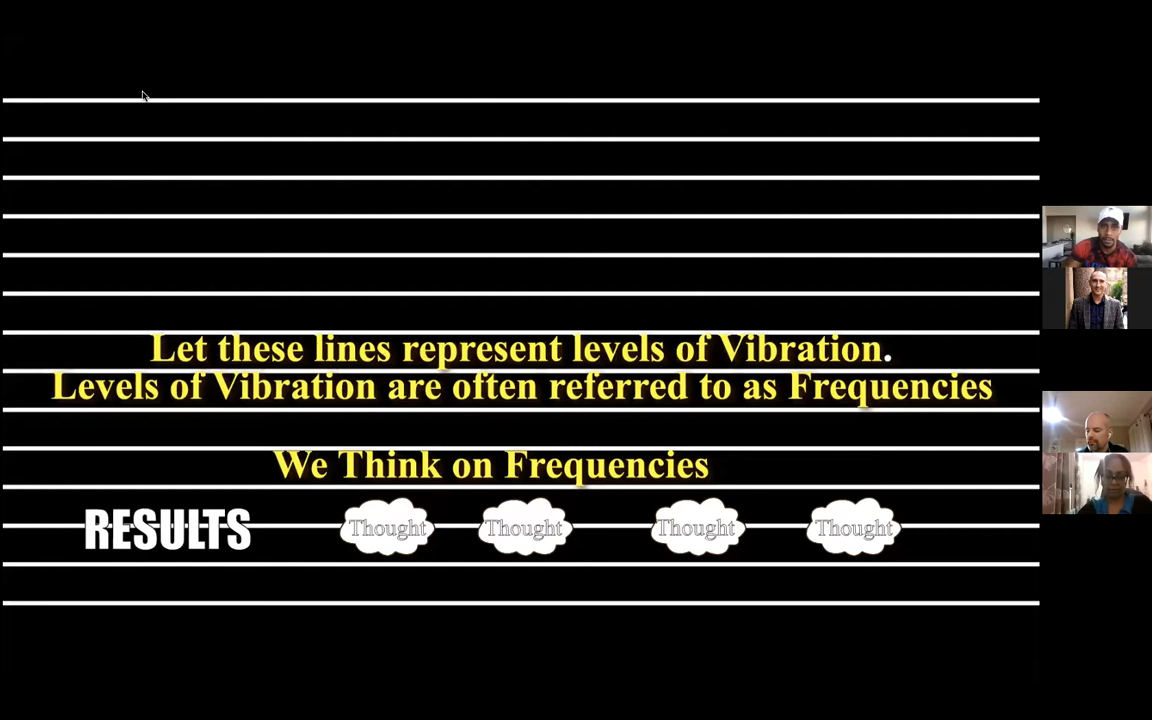 Let these lines represent levels of Vibration.
Levels of Vibration are often referred to as Frequencies
We Think on Frequencies
RESULTS Thought Thought Thought Thought